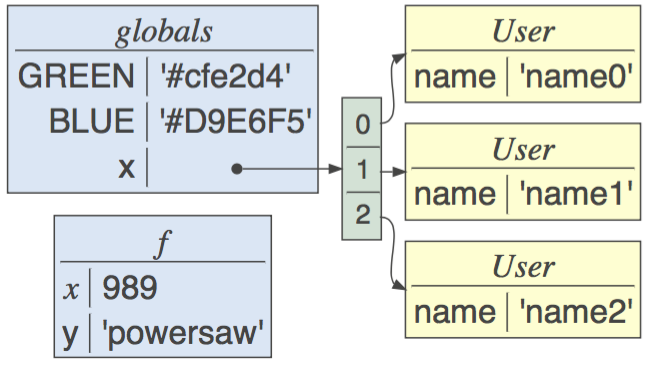 globals
GREEN '#cfe2d4'
BLUE '#D9E6F5'
x
0
1
2
User
name 'name0'
User
name 'name1'
User
name 'name2'
f
x 989
y 'powersaw'